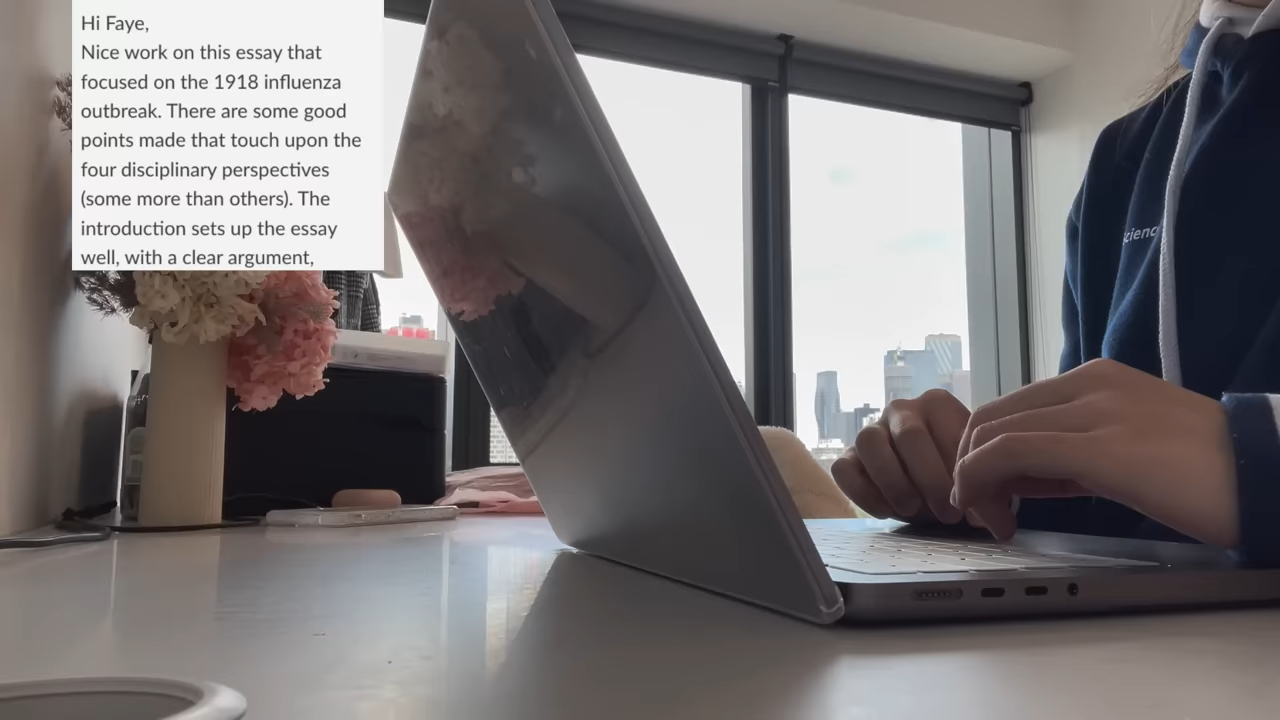 Hi Faye,
Nice work on this essay that
focused on the 1918 influenza
outbreak. There are some good
points made that touch upon the
four disciplinary perspectives
(some more than others). The
introduction sets up the essay
well, with a clear argument,
Science